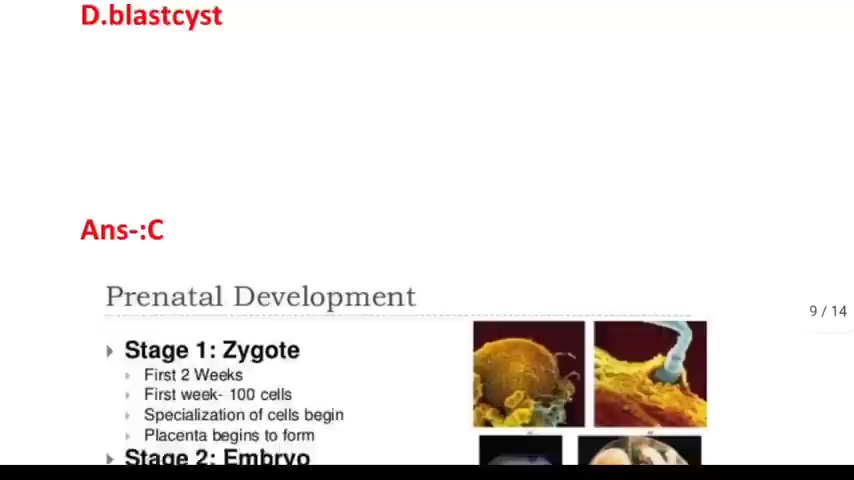 D.blastcyst
Ans-:C
Prenatal Development
9 / 14
Stage 1: Zygote
First 2 Weeks
First week- 100 cells
Specialization of cells begin
Placenta begins to form
Stage 2: Embryo